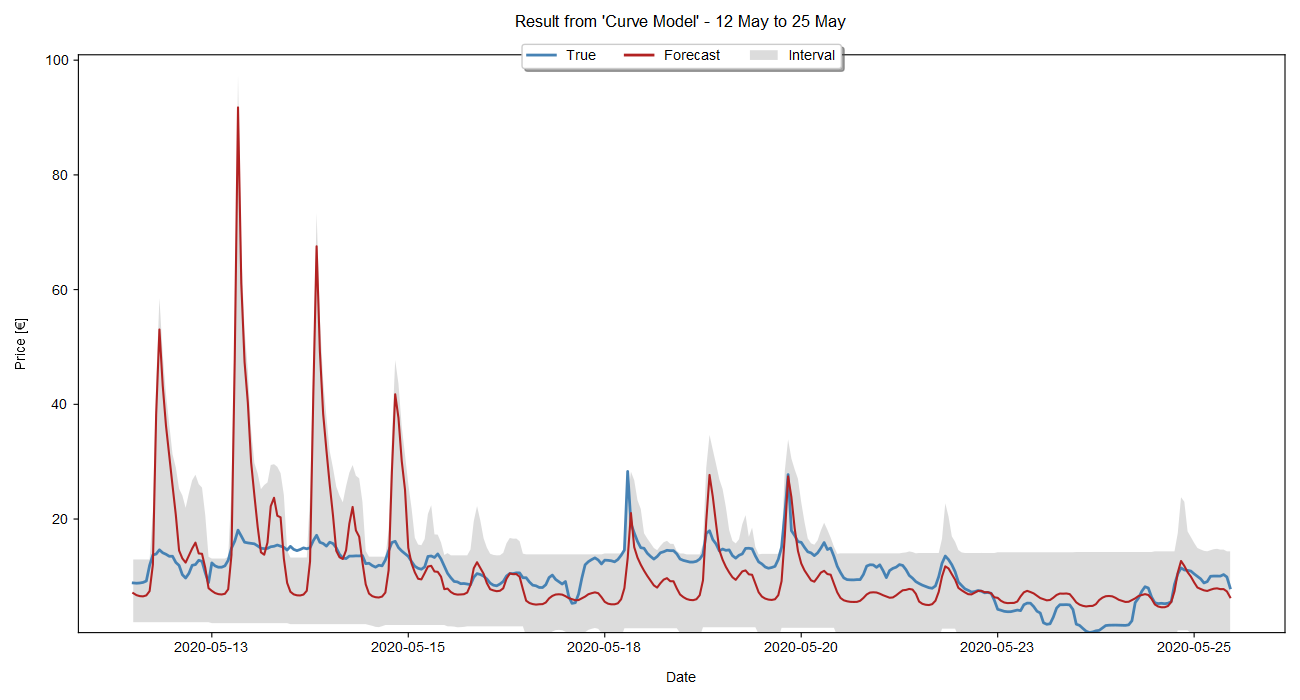 Result from 'Curve Model' - 12 May to 25 May
True Forecast Interval
100
80
60
40
20
Price [€]
2020-05-13 2020-05-15 2020-05-18 2020-05-20 2020-05-23 2020-05-25
Date